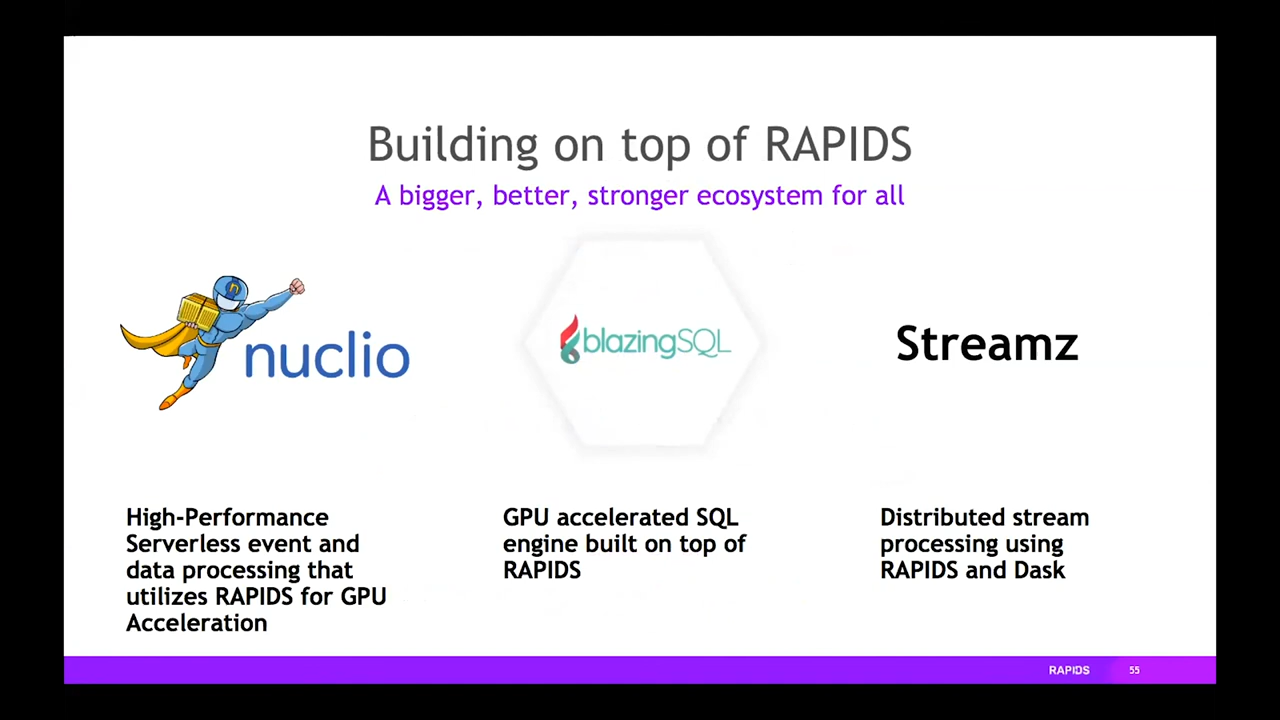 Building on top of RAPIDS
A bigger, better, stronger ecosystem for all
n
nuclio
blazingSQL
Streamz
High-Performance
Serverless event and
data processing that
utilizes RAPIDS for GPU
Acceleration
GPU accelerated SQL
engine built on top of
RAPIDS
Distributed stream
processing using
RAPIDS and Dask
RAPIDS
55